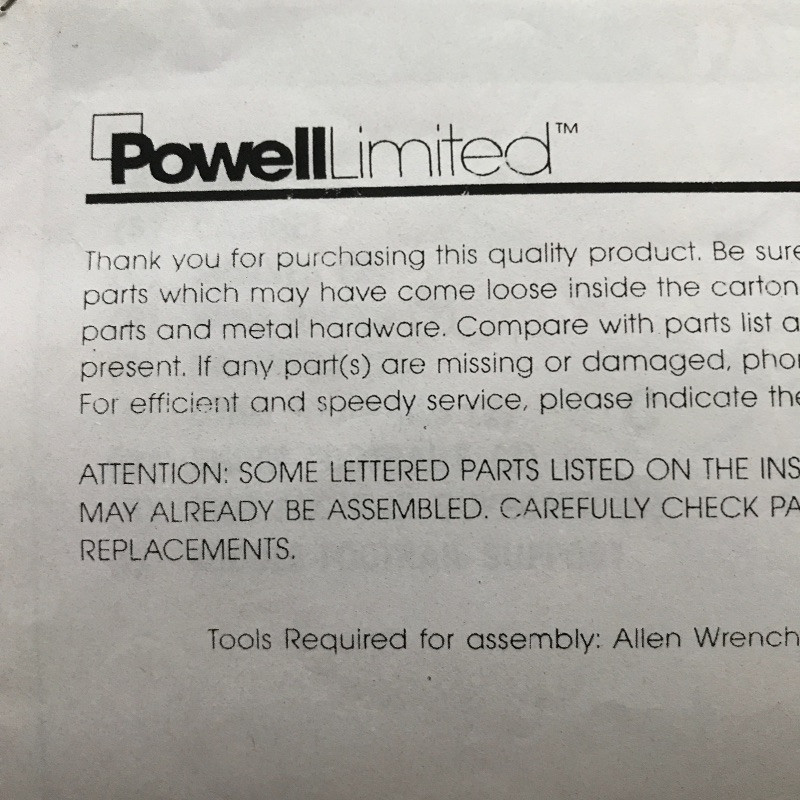 PowellLimited™
Thank you for purchasing this quality product. Be sure
parts which may have come loose inside the carton
parts and metal hardware. Compare with parts list a
present. If any part(s) are missing or damaged, pho
For efficient and speedy service, please indicate the
ATTENTION: SOME LETTERED PARTS LISTED ON THE INS
MAY ALREADY BE ASSEMBLED. CAREFULLY CHECK PA
REPLACEMENTS.
Tools Required for assembly: Allen Wrench